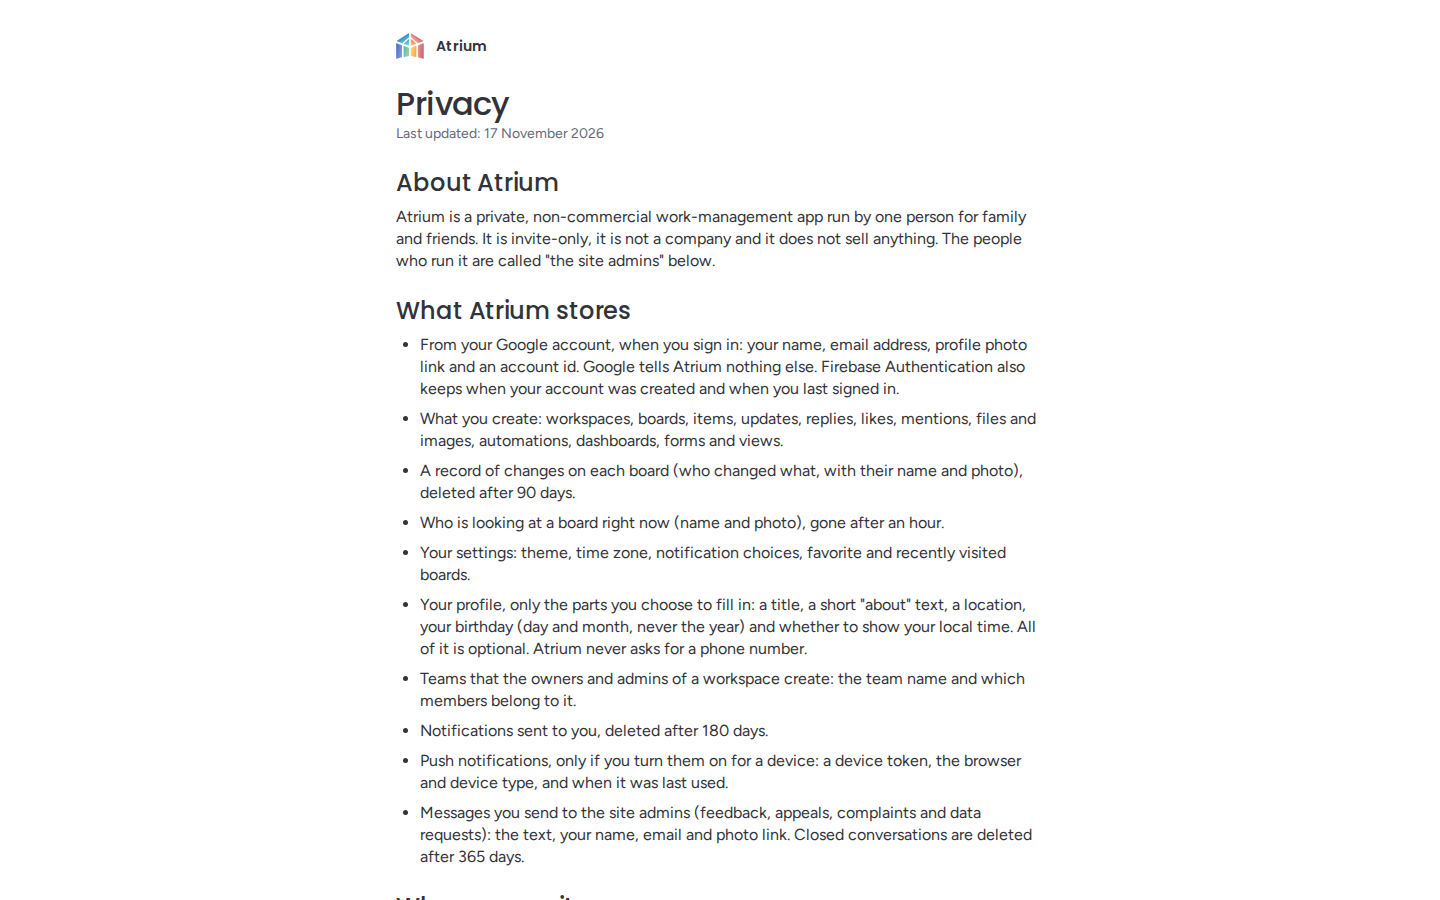 Atrium
Privacy
Last updated: 17 November 2026
About Atrium
Atrium is a private, non-commercial work-management app run by one person for family
and friends. It is invite-only, it is not a company and it does not sell anything. The people
who run it are called "the site admins" below.
What Atrium stores
• From your Google account, when you sign in: your name, email address, profile photo
link and an account id. Google tells Atrium nothing else. Firebase Authentication also
keeps when your account was created and when you last signed in.
• What you create: workspaces, boards, items, updates, replies, likes, mentions, files and
images, automations, dashboards, forms and views.
• A record of changes on each board (who changed what, with their name and photo),
deleted after 90 days.
• Who is looking at a board right now (name and photo), gone after an hour.
• Your settings: theme, time zone, notification choices, favorite and recently visited
boards.
• Your profile, only the parts you choose to fill in: a title, a short "about" text, a location,
your birthday (day and month, never the year) and whether to show your local time. All
of it is optional. Atrium never asks for a phone number.
• Teams that the owners and admins of a workspace create: the team name and which
members belong to it.
• Notifications sent to you, deleted after 180 days.
• Push notifications, only if you turn them on for a device: a device token, the browser
and device type, and when it was last used.
• Messages you send to the site admins (feedback, appeals, complaints and data
requests): the text, your name, email and photo link. Closed conversations are deleted
after 365 days.